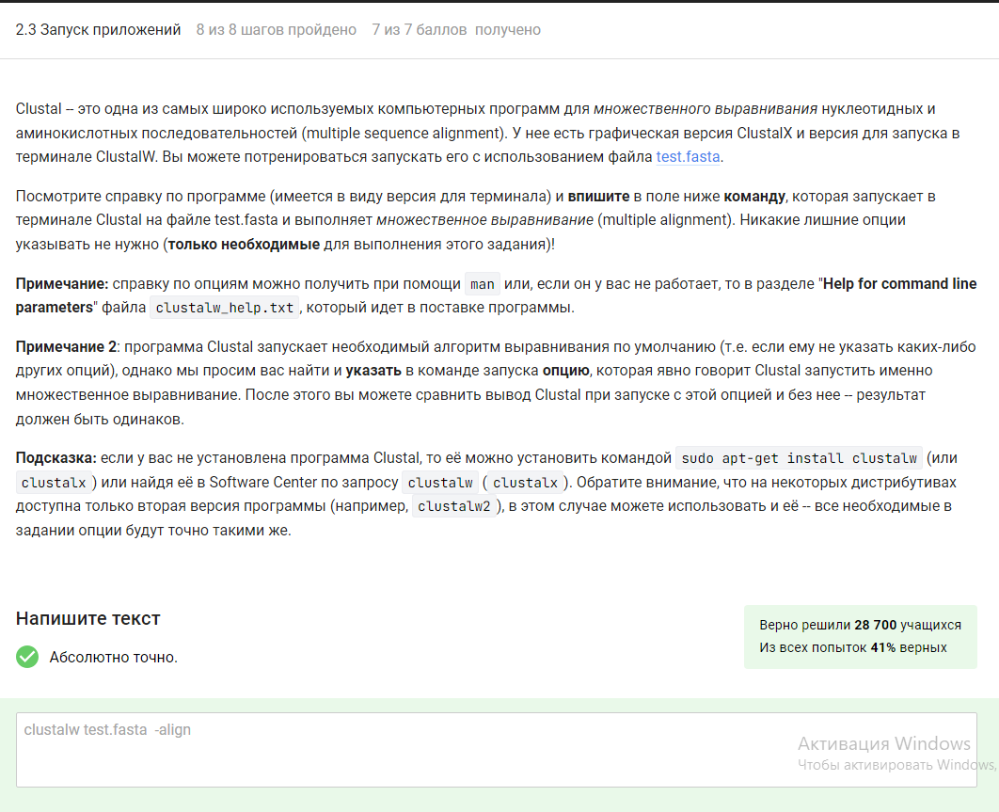 2.3 Запуск приложений 8 из 8 шагов пройдено 7 из 7 баллов получено
Clustal -- это одна из самых широко используемых компьютерных программ для множественного выравнивания нуклеотидных и
аминокислотных последовательностей (multiple sequence alignment). У нее есть графическая версия ClustalX и версия для запуска в
терминале ClustalW. Вы можете потренироваться запускать его с использованием файла test.fasta.
Посмотрите справку по программе (имеется в виду версия для терминала) и впишите в поле ниже команду, которая запускает в
терминале Clustal на файле test.fasta и выполняет множественное выравнивание (multiple alignment). Никакие лишние опции
указывать не нужно (только необходимые для выполнения этого задания)!
Примечание: справку по опциям можно получить при помощи man или, если он у вас не работает, то в разделе "Help for command line
parameters" файла clustalw_help.txt, который идет в поставке программы.
Примечание 2: программа Clustal запускает необходимый алгоритм выравнивания по умолчанию (т.е. если ему не указать каких-либо
других опций), однако мы просим вас найти и указать в команде запуска опцию, которая явно говорит Clustal запустить именно
множественное выравнивание. После этого вы можете сравнить вывод Clustal при запуске с этой опцией и без нее -- результат
должен быть одинаков.
Подсказка: если у вас не установлена программа Clustal, то её можно установить командой sudo apt-get install clustalw (или
clustalx) или найдя её в Software Center по запросу clustalw (clustalx). Обратите внимание, что на некоторых дистрибутивах
доступна только вторая версия программы (например, clustalw2), в этом случае можете использовать и её -- все необходимые в
задании опции будут точно такими же.
Напишите текст
Верно решили 28 700 учащихся
Из всех попыток 41% верных
Абсолютно точно.
clustalw test.fasta -align
Активация Windows
Чтобы активировать Windows,